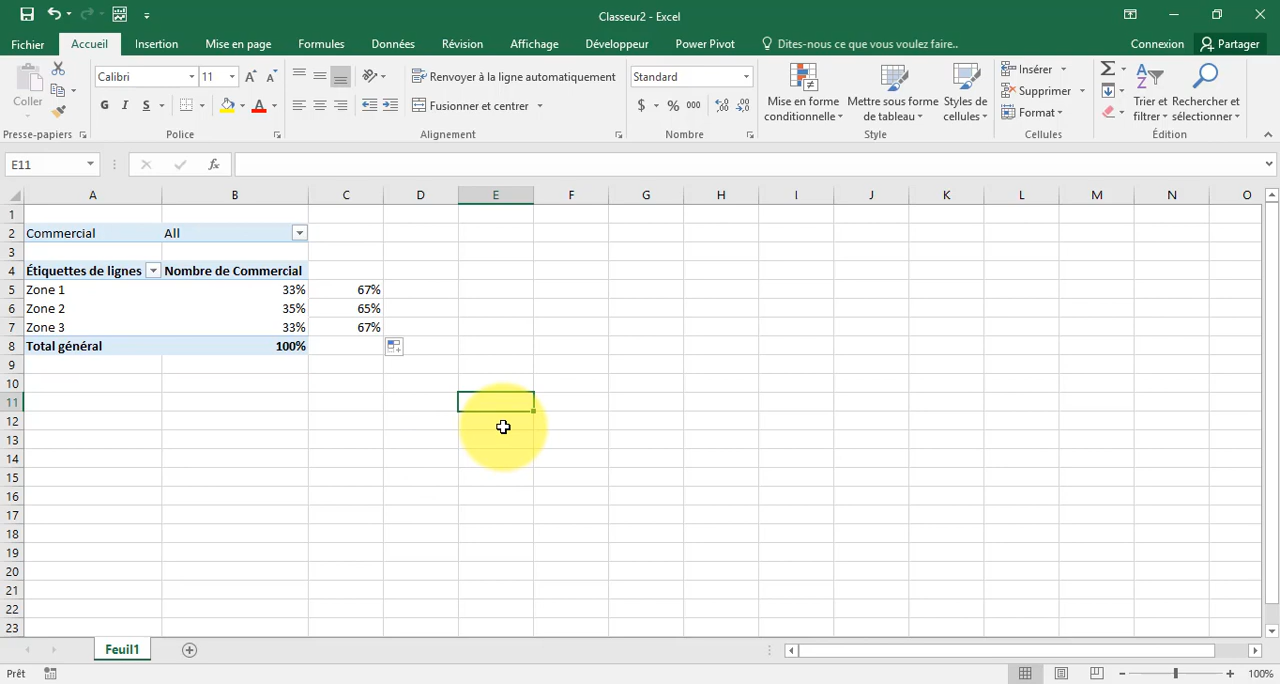 Classeur2 - Excel
Fichier Accueil Insertion Mise en page Formules Données Révision Affichage Développeur Power Pivot Dites-nous ce que vous voulez faire.. Connexion Partager
Coller
Presse-papiers
Calibri 11
G I S A
Police
Renvoyer à la ligne automatiquement
Fusionner et centrer
Alignement
Standard
$ % 000
Nombre
Mise en forme conditionnelle
Mettre sous forme de tableau
Styles de cellules
Style
Insérer
Supprimer
Format
Cellules
Trier et filtrer
Rechercher et sélectionner
Édition
E11 fx
A B C D E F G H I J K L M N O
1
2 Commercial All
3
4 Étiquettes de lignes Nombre de Commercial
5 Zone 1 33% 67%
6 Zone 2 35% 65%
7 Zone 3 33% 67%
8 Total général 100%
9
10
11
12
13
14
15
16
17
18
19
20
21
22
23
Feuil1
Prêt 100%